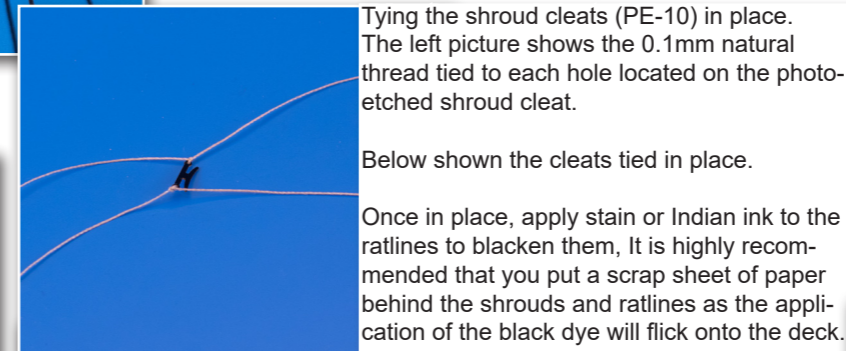 Tying the shroud cleats (PE-10) in place.
The left picture shows the 0.1mm natural
thread tied to each hole located on the photo-
etched shroud cleat.
Below shown the cleats tied in place.
Once in place, apply stain or Indian ink to the
ratlines to blacken them, It is highly recom-
mended that you put a scrap sheet of paper
behind the shrouds and ratlines as the appli-
cation of the black dye will flick onto the deck.